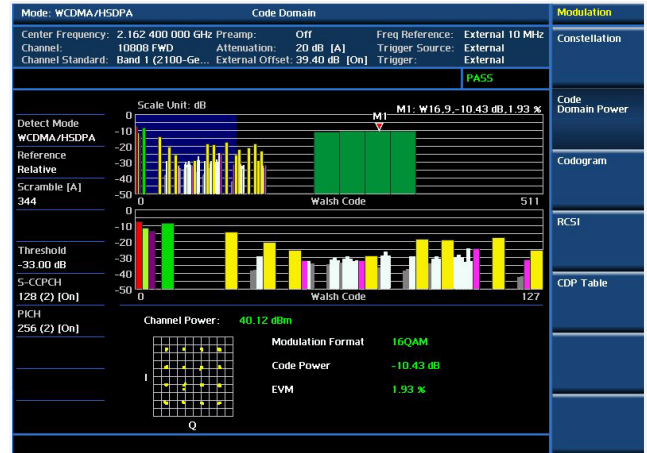 Mode: WCDMA/HSDPA Code Domain Modulation
Center Frequency: 2.162 400 000 GHz Preamp: Off Freq Reference: External 10 MHz
Channel: 10808 FWD Attenuation: 20 dB [A] Trigger Source: External
Channel Standard: Band 1 (2100-Ge... External Offset: 39.40 dB [On] Trigger: External
Constellation
PASS
Scale Unit: dB
M1: W16,9,-10.43 dB,1.93 %
M1
Code
Domain Power
Detect Mode
WCDMA/HSDPA
Reference
Relative
Scramble [A]
344
0
-10
-20
-30
-40
-50
0 Walsh Code 511
Codogram
RCSI
Threshold
-33.00 dB
S-CCPCH
128 (2) [On]
PICH
256 (2) [On]
0
-10
-20
-30
-40
-50
0 Walsh Code 127
CDP Table
Channel Power: 40.12 dBm
Modulation Format 16QAM
Code Power -10.43 dB
EVM 1.93 %
I
Q